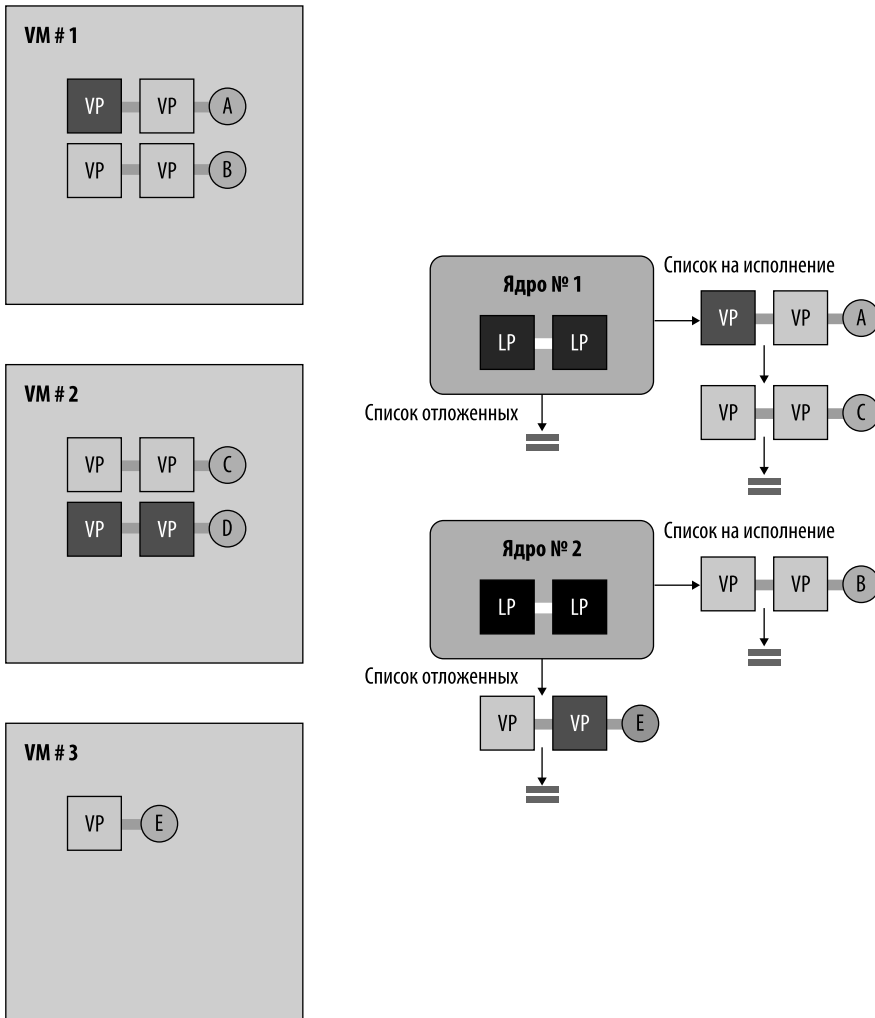 VM # 1
VP VP A
VP VP B
VM # 2
VP VP C
VP VP D
VM # 3
VP E
Ядро № 1
LP LP
Список на исполнение
VP VP A
VP VP C
Список отложенных
Ядро № 2
LP LP
Список на исполнение
VP VP B
Список отложенных
VP VP E